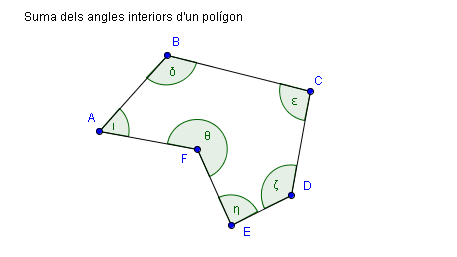 Suma dels angles interiors d'un polígon
B
δ
C
ε
A
ι
θ
F
ζ
D
η
E